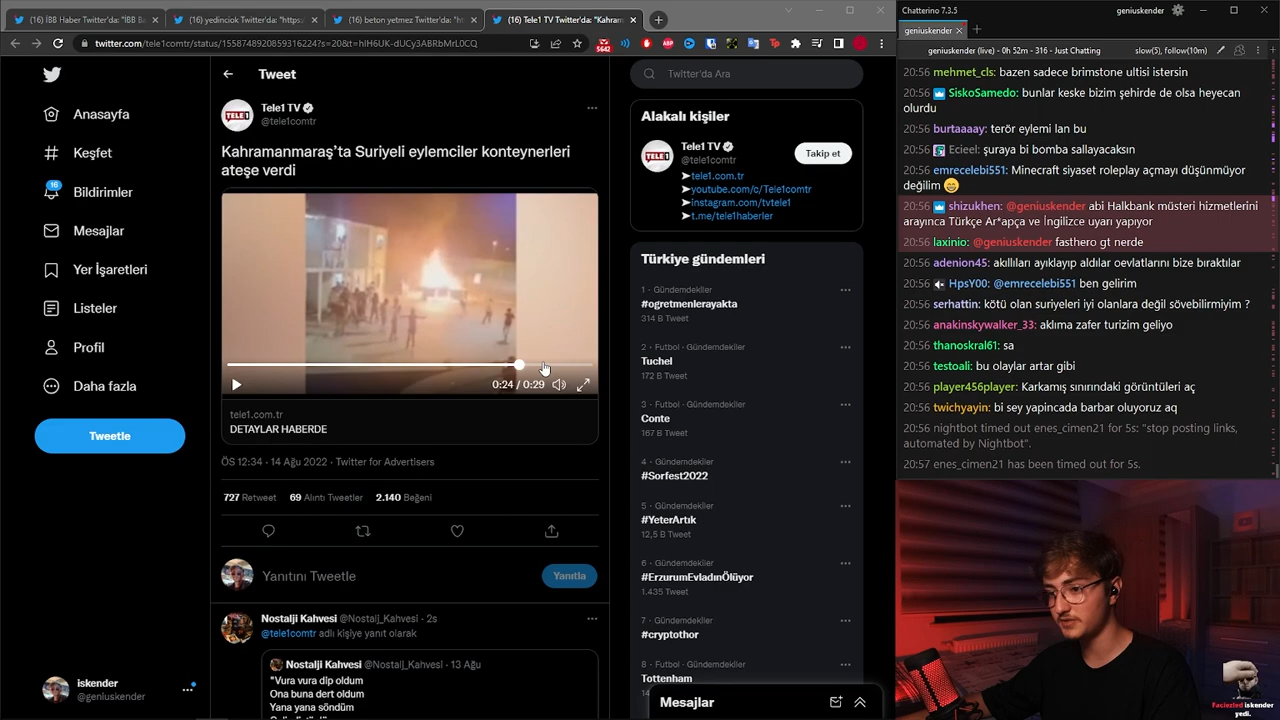 (16) İBB Haber Twitter'da: "İBB Ba
(16) yedincilck Twitter'da: "https:/
(16) beton yetmez Twitter'da: "ht
(16) Tele1 TV Twitter'da: "Kahram
twitter.com/tele1comtr/status/1558748920859316224?s=20&t=hlH6UK-dUCy3ABRbMrL0CQ
5642
ABP
Tweet
Anasayfa
Keşfet
16
Bildirimler
Mesajlar
Yer İşaretleri
Listeler
Profil
Daha fazla
Tweetle
iskender
@geniuskender
TELE1
Tele1 TV
@tele1comtr
Kahramanmaraş'ta Suriyeli eylemciler konteynerleri
ateşe verdi
0:24 / 0:29
tele1.com.tr
DETAYLAR HABERDE
ÖS 12:34 · 14 Ağu 2022 · Twitter for Advertisers
727 Retweet 69 Alıntı Tweetler 2.140 Beğeni
Yanıtını Tweetle
Yanıtla
Nostalji Kahvesi @Nostalj_Kahvesi · 2s
@tele1comtr adlı kişiye yanıt olarak
Nostalji Kahvesi @Nostalj_Kahvesi · 13 Ağu
"Vura vura dİp oldum
Ona buna dert oldum
Yana yana söndüm
Twitter'da Ara
Alakalı kişiler
TELE1
Tele1 TV
@tele1comtr
Takip et
➤tele1.com.tr
➤youtube.com/c/Tele1comtr
➤instagram.com/tvtele1
➤t.me/tele1haberler
Türkiye gündemleri
1 · Gündemdekiler
#ogretmenlerayakta
314 B Tweet
2 · Futbol · Gündemdekiler
Tuchel
172 B Tweet
3 · Futbol · Gündemdekiler
Conte
167 B Tweet
4 · Gündemdekiler
#Sorfest2022
5 · Gündemdekiler
#YeterArtık
12,5 B Tweet
6 · Gündemdekiler
#ErzurumEvladınÖlüyor
1.435 Tweet
7 · Gündemdekiler
#cryptothor
8 · Futbol · Gündemdekiler
Tottenham
Mesajlar
Chatterino 7.3.5
geniuskender
geniuskender
geniuskender (live) - 0h 52m - 316 - Just Chatting
slow(5), follow(10m)
20:56 mehmet_cls: bazen sadece brimstone ultisi istersin
20:56 SiskoSamedo: bunlar keske bizim şehirde de olsa heyecan
olurdu
20:56 burtaaaay: terör eylemi lan bu
20:56 Ecieel: şuraya bi bomba sallayacaksın
20:56 emrecelebi551: Minecraft siyaset roleplay açmayı düşünmüyor
değilim
20:56 shizukhen: @geniuskender abi Halkbank müsteri hizmetlerini
arayınca Türkçe Ar*apça ve İngilizce uyarı yapıyor
20:56 laxinio: @geniuskender fasthero gt nerde
20:56 adenion45: akıllıları ayıklayıp aldılar oevlatlarını bize bıraktılar
20:56 HpsY00: @emrecelebi551 ben gelirim
20:56 serhattin: kötü olan suriyeleri iyi olanlara değil sövebilirmiyim ?
20:56 anakinskywalker_33: aklıma zafer turizim geliyo
20:56 thanoskral61: sa
20:56 testoali: bu olaylar artar gibi
20:56 player456player: Karkamış sınırındaki görüntüleri aç
20:56 twichyayin: bi sey yapincada barbar oluyoruz aq
20:56 nightbot timed out enes_cimen21 for 5s: "stop posting links,
automated by Nightbot".
20:57 enes_cimen21 has been timed out for 5s.
iskender
yedi.